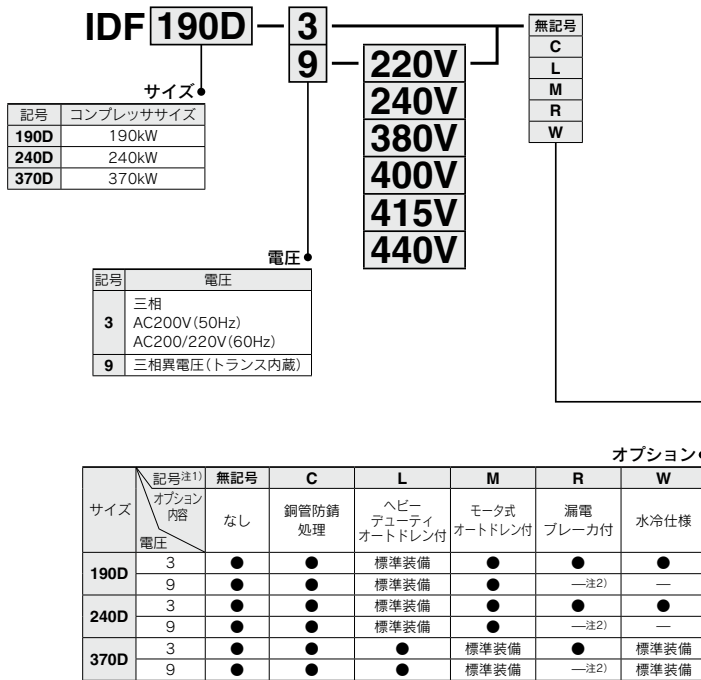 IDF 190D 3
9 220V
240V
380V
400V
415V
440V
無記号
C
L
M
R
W
サイズ
記号 コンプレッササイズ
190D 190kW
240D 240kW
370D 370kW
電圧
記号 電圧
3 三相
AC200V(50Hz)
AC200/220V(60Hz)
9 三相異電圧(トランス内蔵)
オプション
サイズ 記号注1) 無記号 C L M R W
オプション
内容
電圧
なし
銅管防錆
処理
ヘビー
デューティ
オートドレン付
モータ式
オートドレン付
漏電
ブレーカ付
水冷仕様
190D 3 ● ● 標準装備 ● ● ●
9 ● ● 標準装備 ● —注2) —
240D 3 ● ● 標準装備 ● ● ●
9 ● ● 標準装備 ● —注2) —
370D 3 ● ● ● 標準装備 ● 標準装備
9 ● ● ● 標準装備 —注2) 標準装備